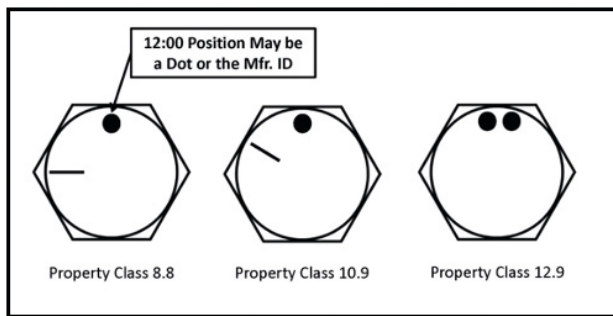 12:00 Position May be
a Dot or the Mfr. ID
Property Class 8.8
Property Class 10.9
Property Class 12.9